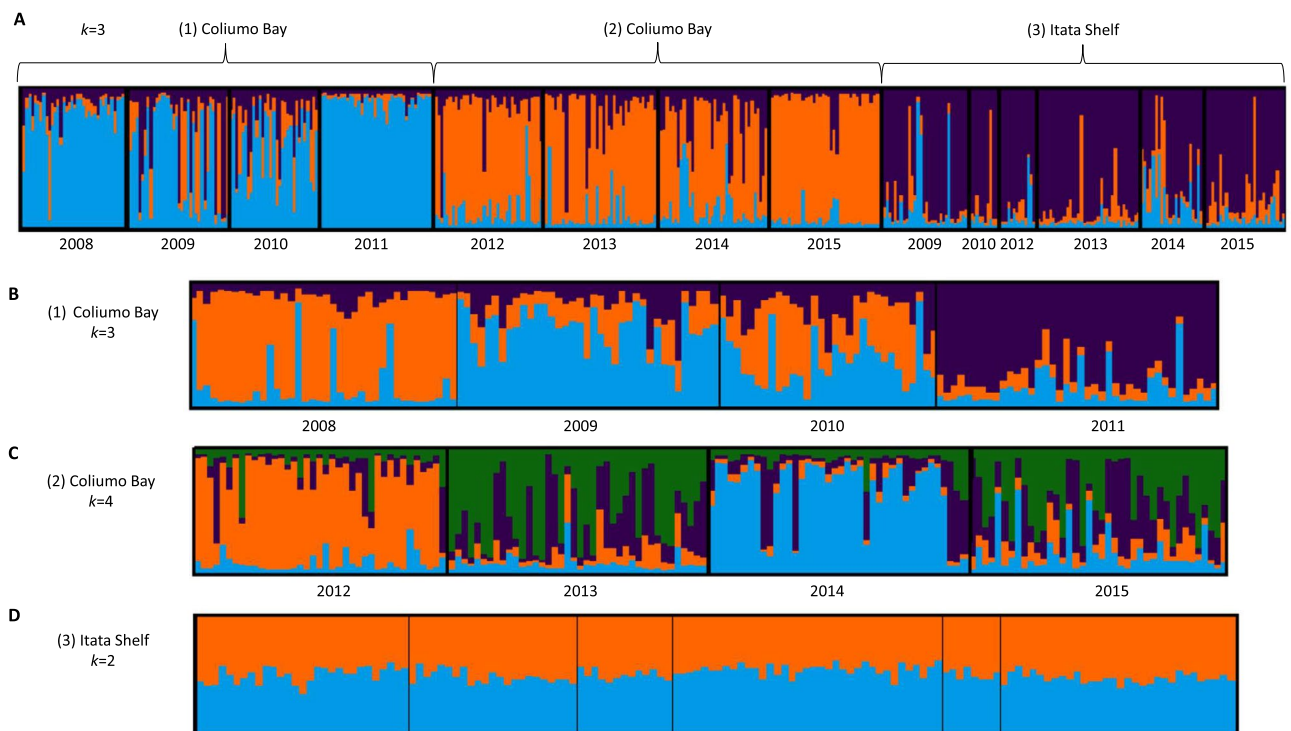 A
k=3
(1) Coliumo Bay
(2) Coliumo Bay
(3) Itata Shelf
2008
2009
2010
2011
2012
2013
2014
2015
2009
2010
2012
2013
2014
2015
B
(1) Coliumo Bay
k=3
2008
2009
2010
2011
C
(2) Coliumo Bay
k=4
2012
2013
2014
2015
D
(3) Itata Shelf
k=2